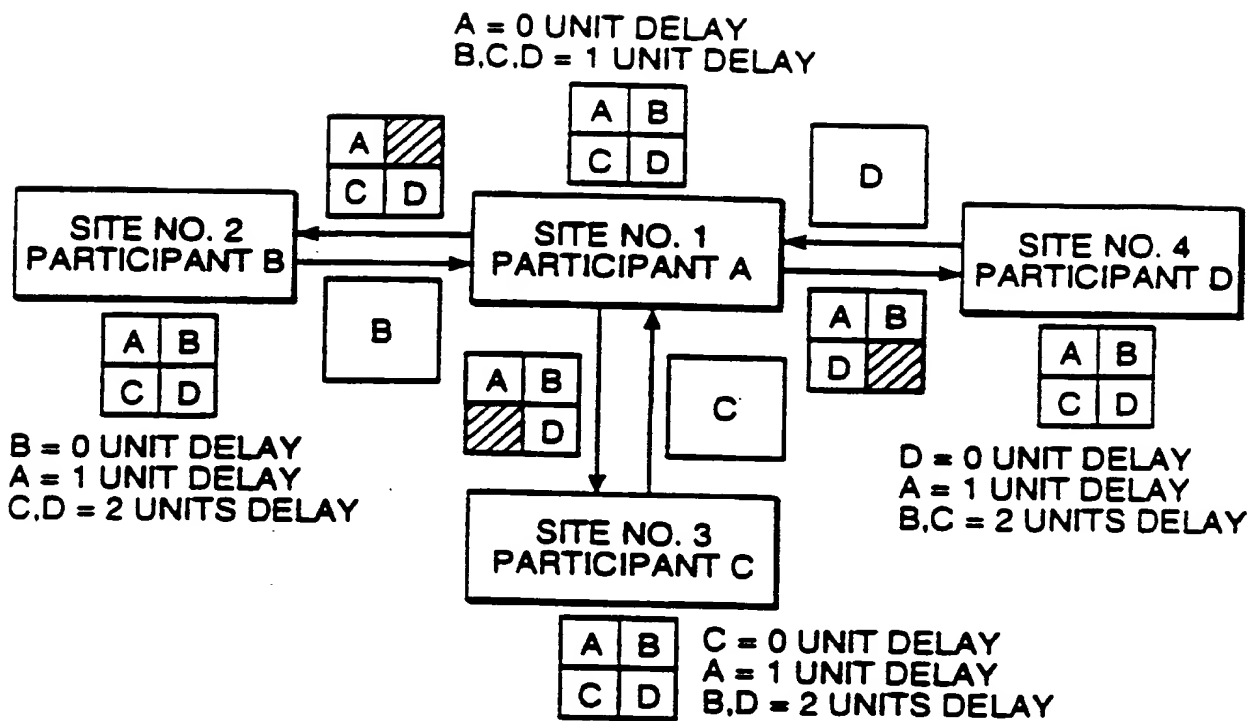 A = 0 UNIT DELAY
B,C,D = 1 UNIT DELAY
A B
C D
A
C D
D
SITE NO. 2
PARTICIPANT B
SITE NO. 1
PARTICIPANT A
SITE NO. 4
PARTICIPANT D
B
A B
D
A B
C D
A B
D
C
A B
C D
B = 0 UNIT DELAY
A = 1 UNIT DELAY
C,D = 2 UNITS DELAY
D = 0 UNIT DELAY
A = 1 UNIT DELAY
B,C = 2 UNITS DELAY
SITE NO. 3
PARTICIPANT C
A B
C D
C = 0 UNIT DELAY
A = 1 UNIT DELAY
B,D = 2 UNITS DELAY